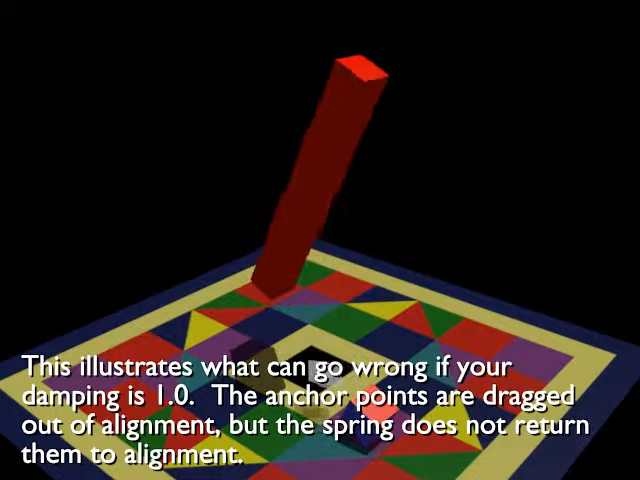 This illustrates what can go wrong if your
damping is 1.0.  The anchor points are dragged
out of alignment, but the spring does not return
them to alignment.